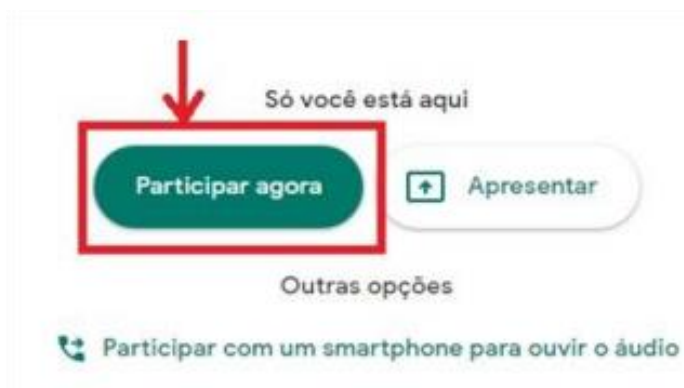 Só você está aqui
Participar agora
Apresentar
Outras opções
Participar com um smartphone para ouvir o áudio